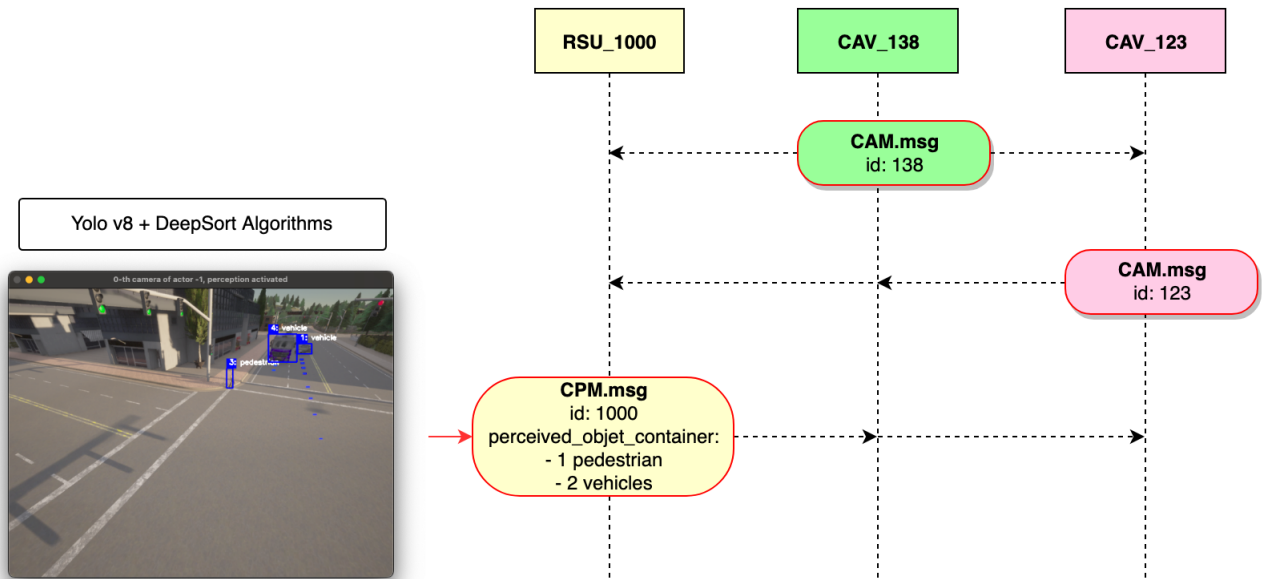 RSU_1000
CAV_138
CAV_123
CAM.msg
id: 138
Yolo v8 + DeepSort Algorithms
CAM.msg
id: 123
0-th camera of actor -1, perception activated
4: vehicle
1: vehicle
3: pedestrian
CPM.msg
id: 1000
perceived_objet_container:
- 1 pedestrian
- 2 vehicles